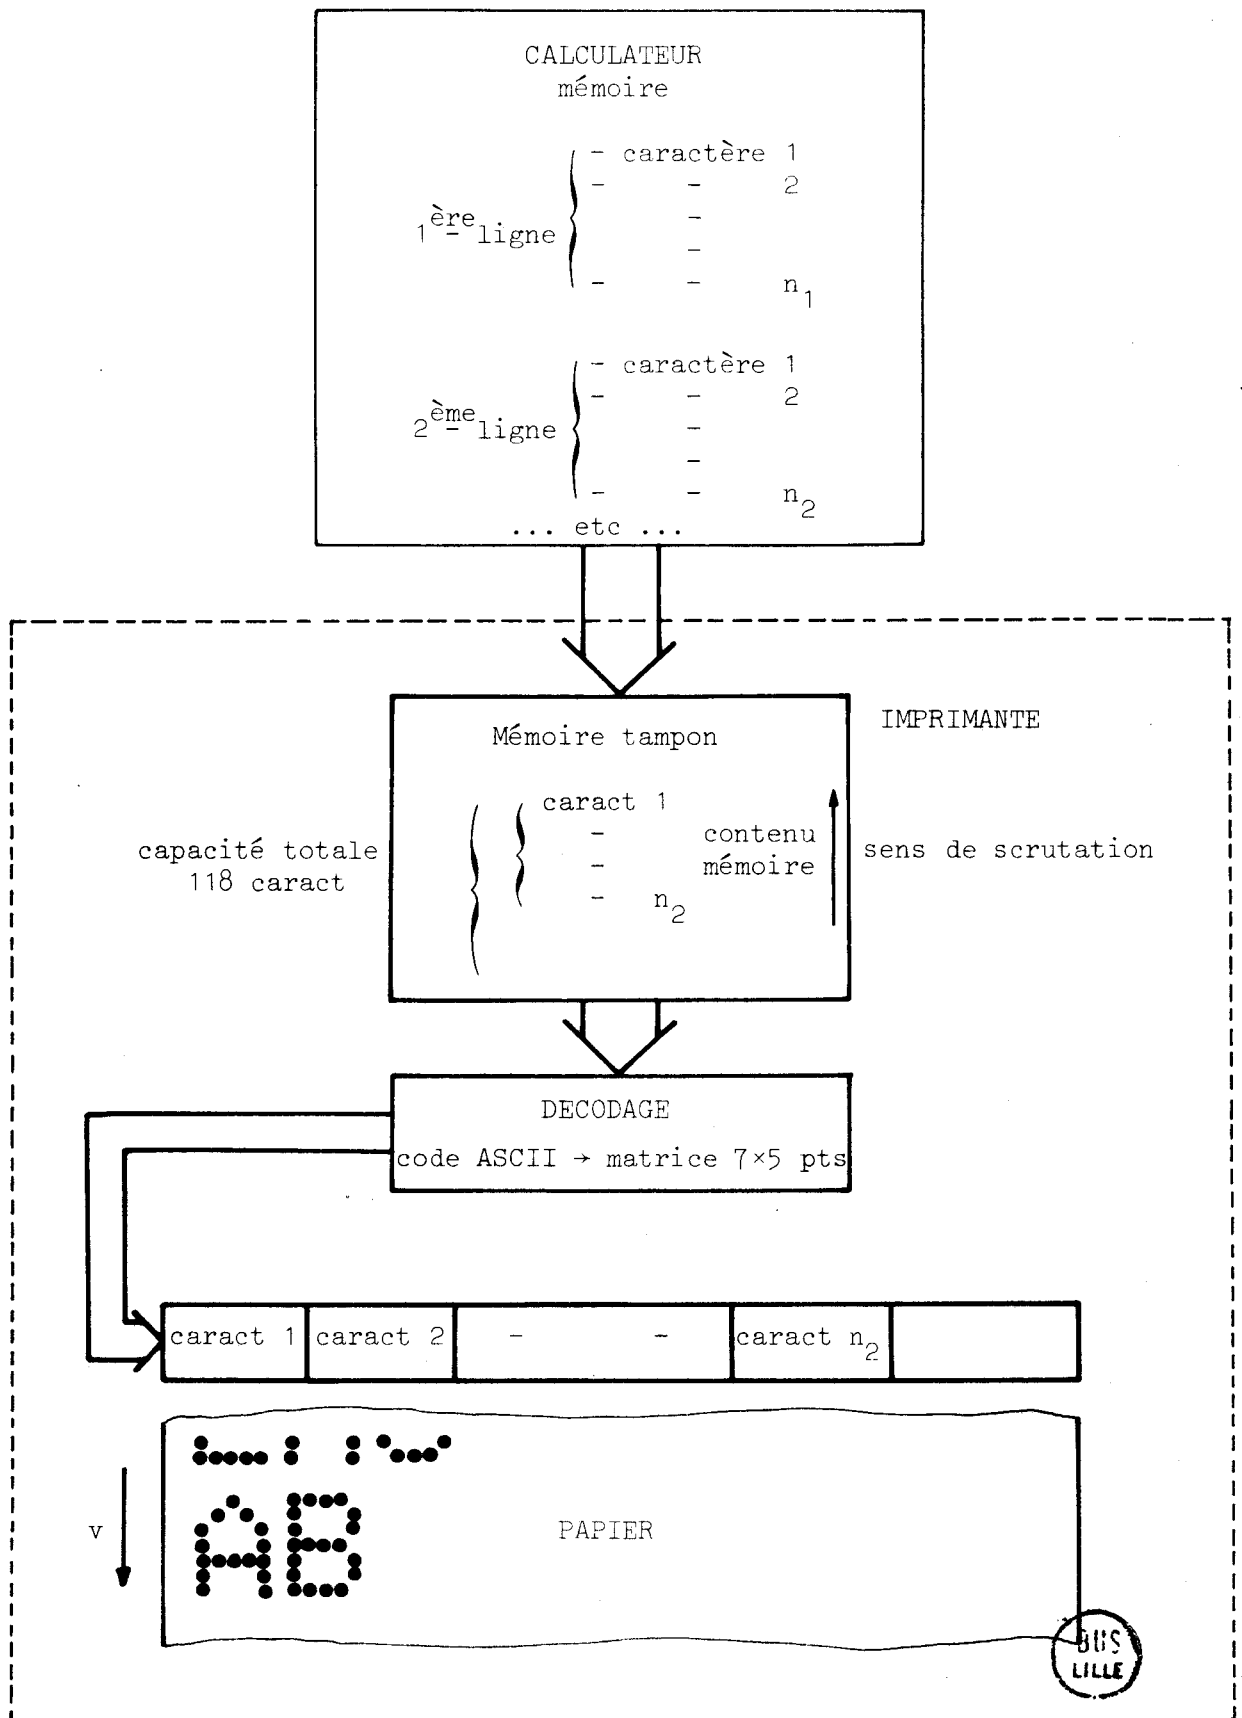 CALCULATEUR
mémoire
- caractère 1
- - 2
-
-
1ère ligne
- - n1
- caractère 1
- - 2
-
-
2ème ligne
- - n2
... etc ...
IMPRIMANTE
Mémoire tampon
caract 1
-
-
- n2
contenu
mémoire
sens de scrutation
capacité totale
118 caract
DECODAGE
code ASCII → matrice 7×5 pts
caract 1 caract 2 - - caract n2
AB
v
PAPIER
BUS
LILLE